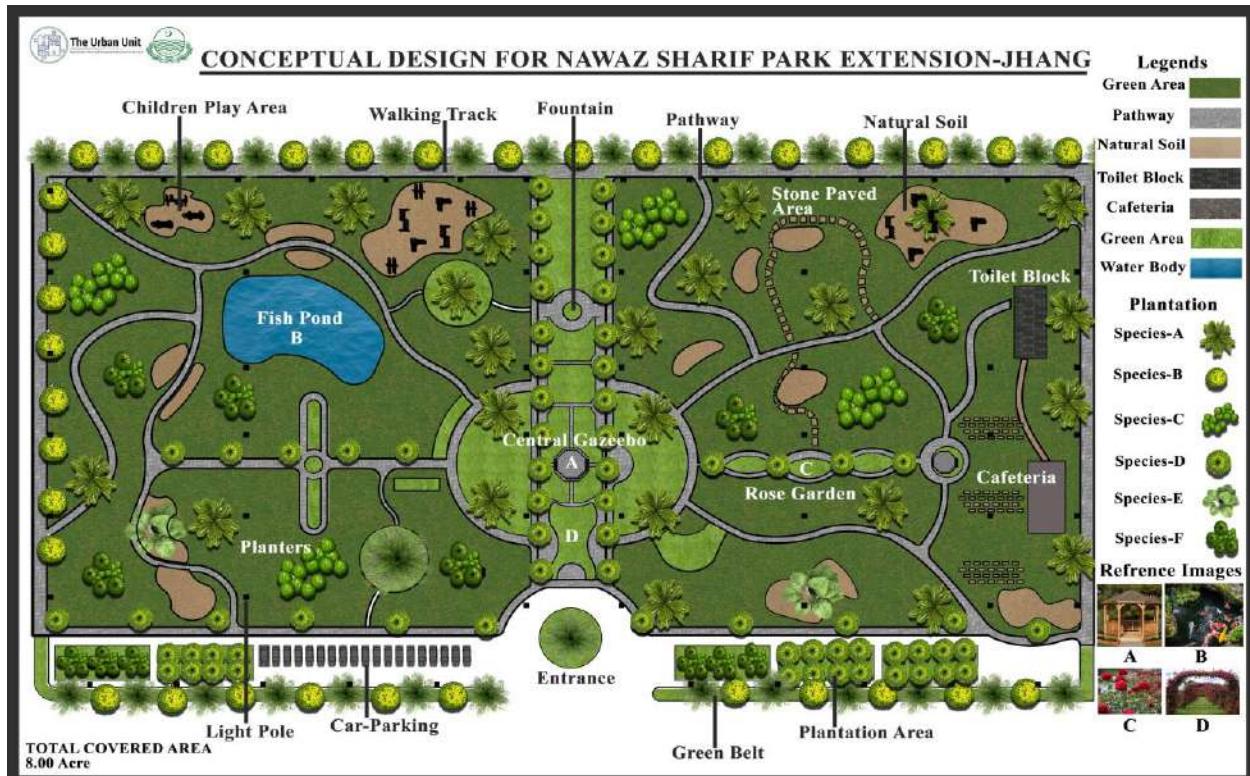 The Urban Unit
CONCEPTUAL DESIGN FOR NAWAZ SHARIF PARK EXTENSION-JHANG
Children Play Area
Walking Track
Fountain
Pathway
Natural Soil
Stone Paved
Area
Toilet Block
Fish Pond
B
Central Gazeebo
A
C
Rose Garden
Cafeteria
D
Planters
Entrance
Light Pole
Car-Parking
Green Belt
Plantation Area
TOTAL COVERED AREA
8.00 Acre
Legends
Green Area
Pathway
Natural Soil
Toilet Block
Cafeteria
Green Area
Water Body
Plantation
Species-A
Species-B
Species-C
Species-D
Species-E
Species-F
Refrence Images
A
B
C
D